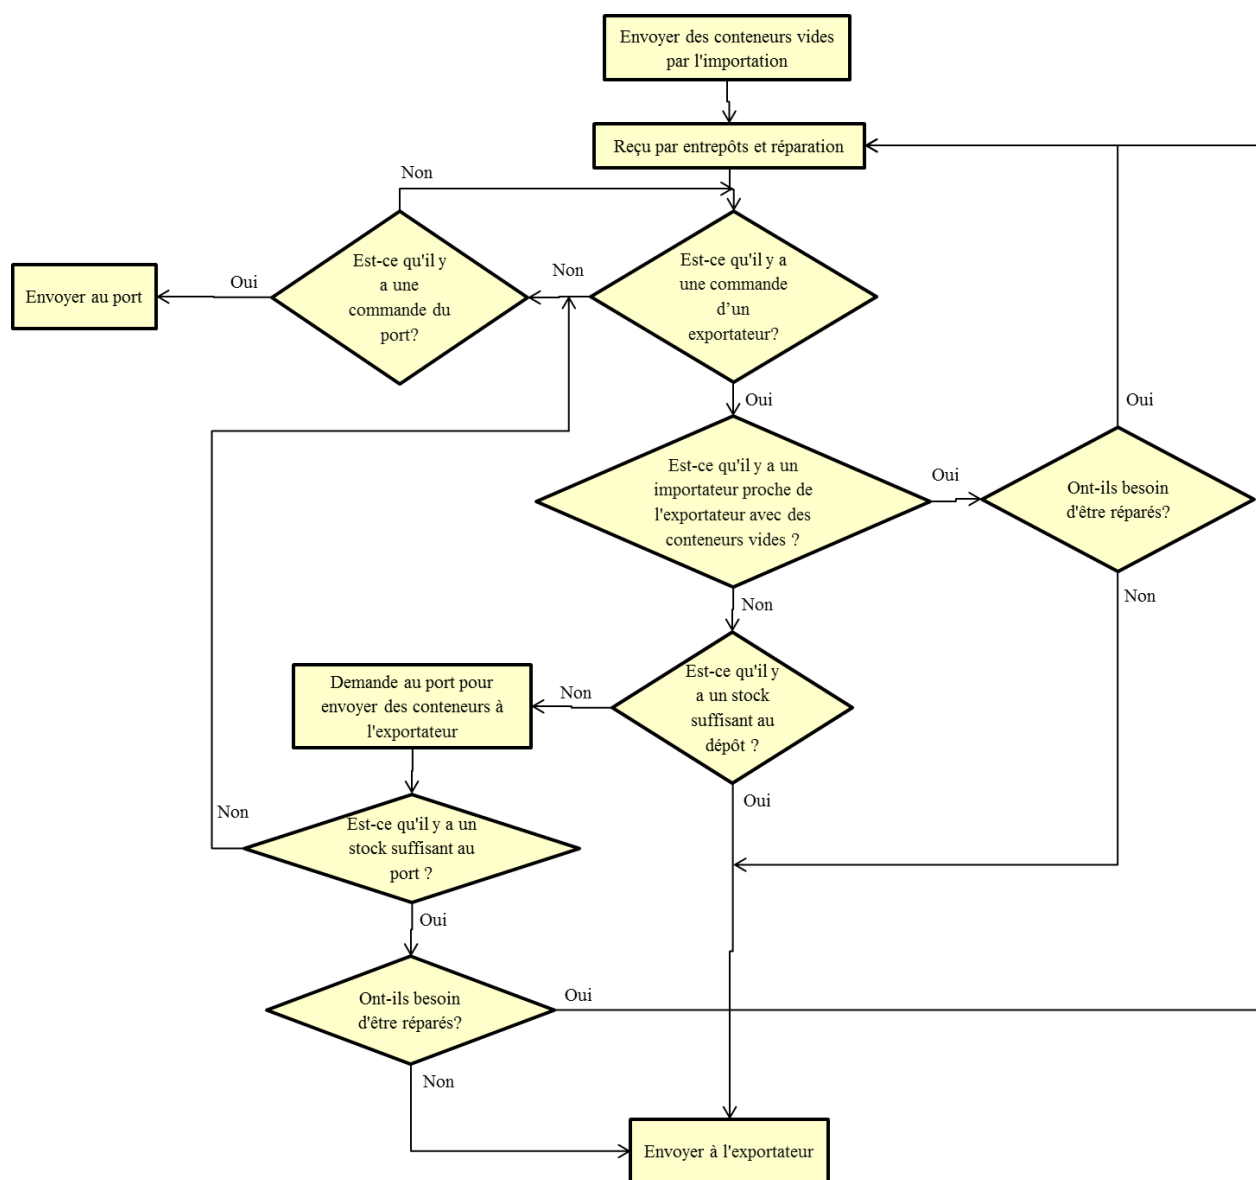 Envoyer des conteneurs vides
par l'importation
Reçu par entrepôts et réparation
Non
Est-ce qu'il y
a une
commande du
port?
Oui
Envoyer au port
Non
Est-ce qu'il y a
une commande
d’un
exportateur?
Oui
Est-ce qu'il y a un
importateur proche de
l'exportateur avec des
conteneurs vides ?
Oui
Ont-ils besoin
d'être réparés?
Oui
Non
Non
Est-ce qu'il y
a un stock
suffisant au
dépôt ?
Non
Demande au port pour
envoyer des conteneurs à
l'exportateur
Oui
Non
Est-ce qu'il y a un
stock suffisant au
port ?
Oui
Ont-ils besoin
d'être réparés?
Oui
Non
Envoyer à l'exportateur